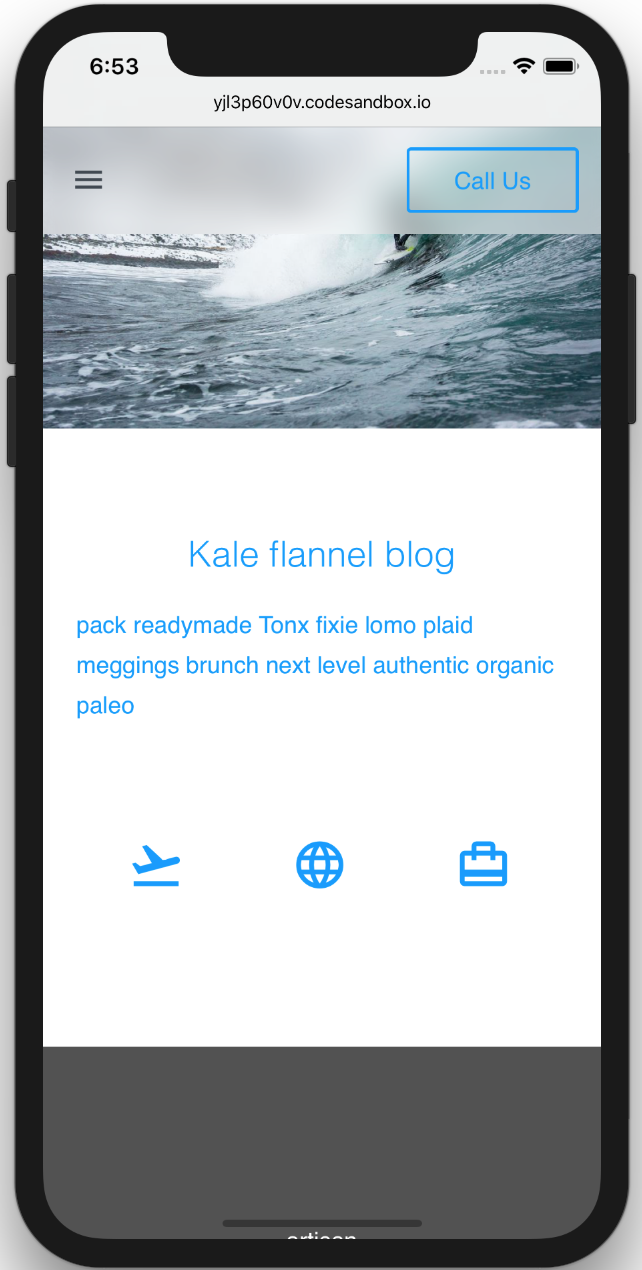 6:53
yjl3p60v0v.codesandbox.io
Call Us
Kale flannel blog
pack readymade Tonx fixie lomo plaid
meggings brunch next level authentic organic
paleo
artisan